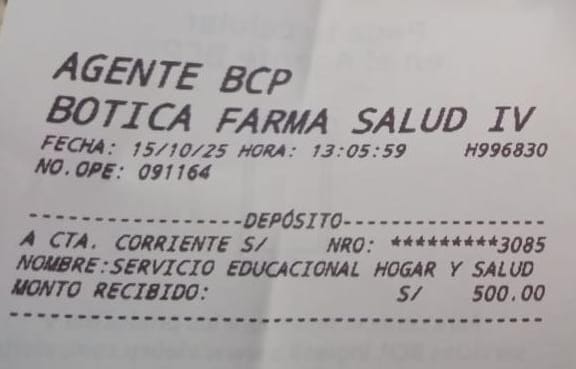 AGENTE BCP
BOTICA FARMA SALUD IV
FECHA: 15/10/25 HORA: 13:05:59 H996830
NO.OPE: 091164
-----------------DEPÓSITO-----------------
A CTA. CORRIENTE S/ NRO: *********3085
NOMBRE:SERVICIO EDUCACIONAL HOGAR Y SALUD
MONTO RECIBIDO: S/ 500.00
------------------------------------------